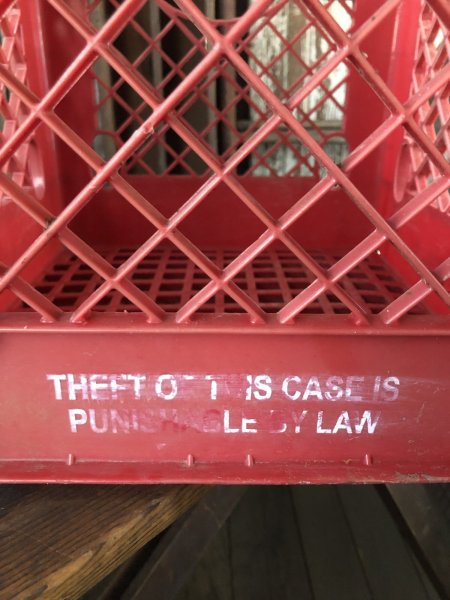 THEFT OF THIS CASE IS
PUNISHABLE BY LAW